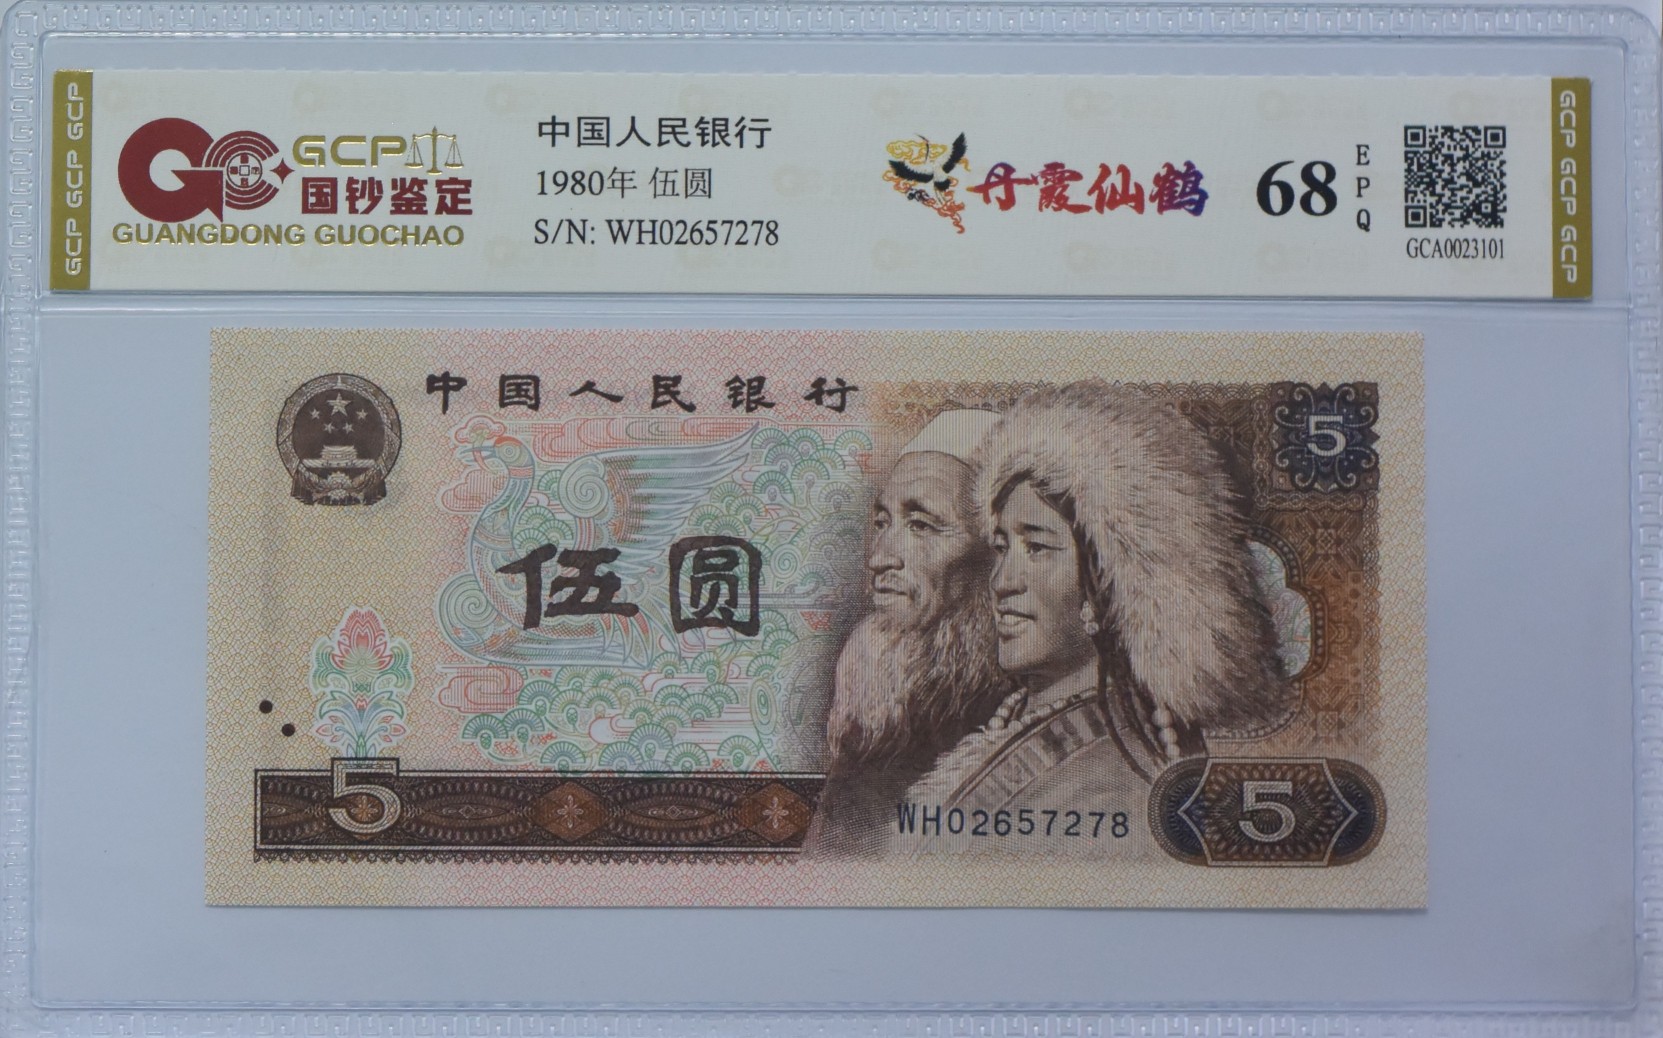 GCP GCP GCP
GCP
国钞鉴定
GUANGDONG GUOCHAO
中国人民银行
1980年 伍圆
S/N: WH02657278
丹霞仙鹤
68
E
P
Q
GCA0023101
GCP GCP GCP
中国人民银行
5
伍圆
5
WH02657278
5